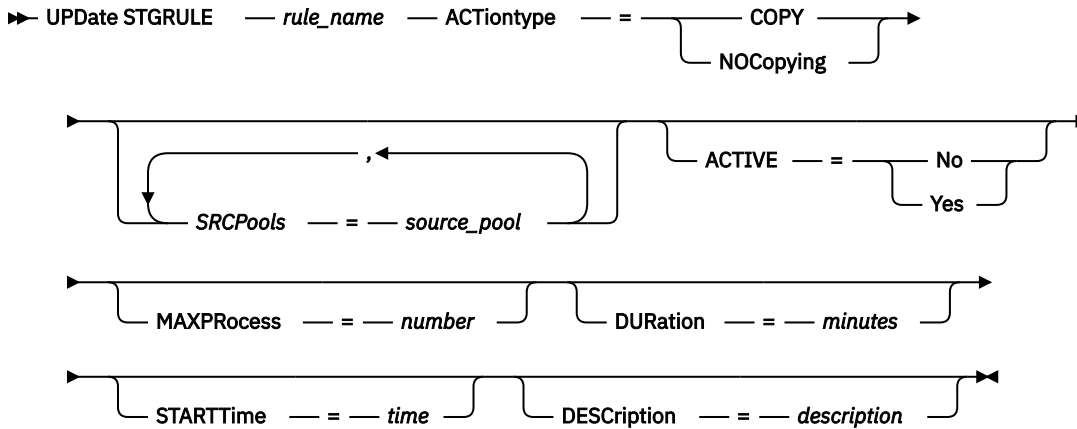 UPDate STGRULE rule_name ACTiontype = COPY
NOCopying
,
SRCPools = source_pool
ACTIVE = No
Yes
MAXPRocess = number DURation = minutes
STARTTime = time DESCription = description